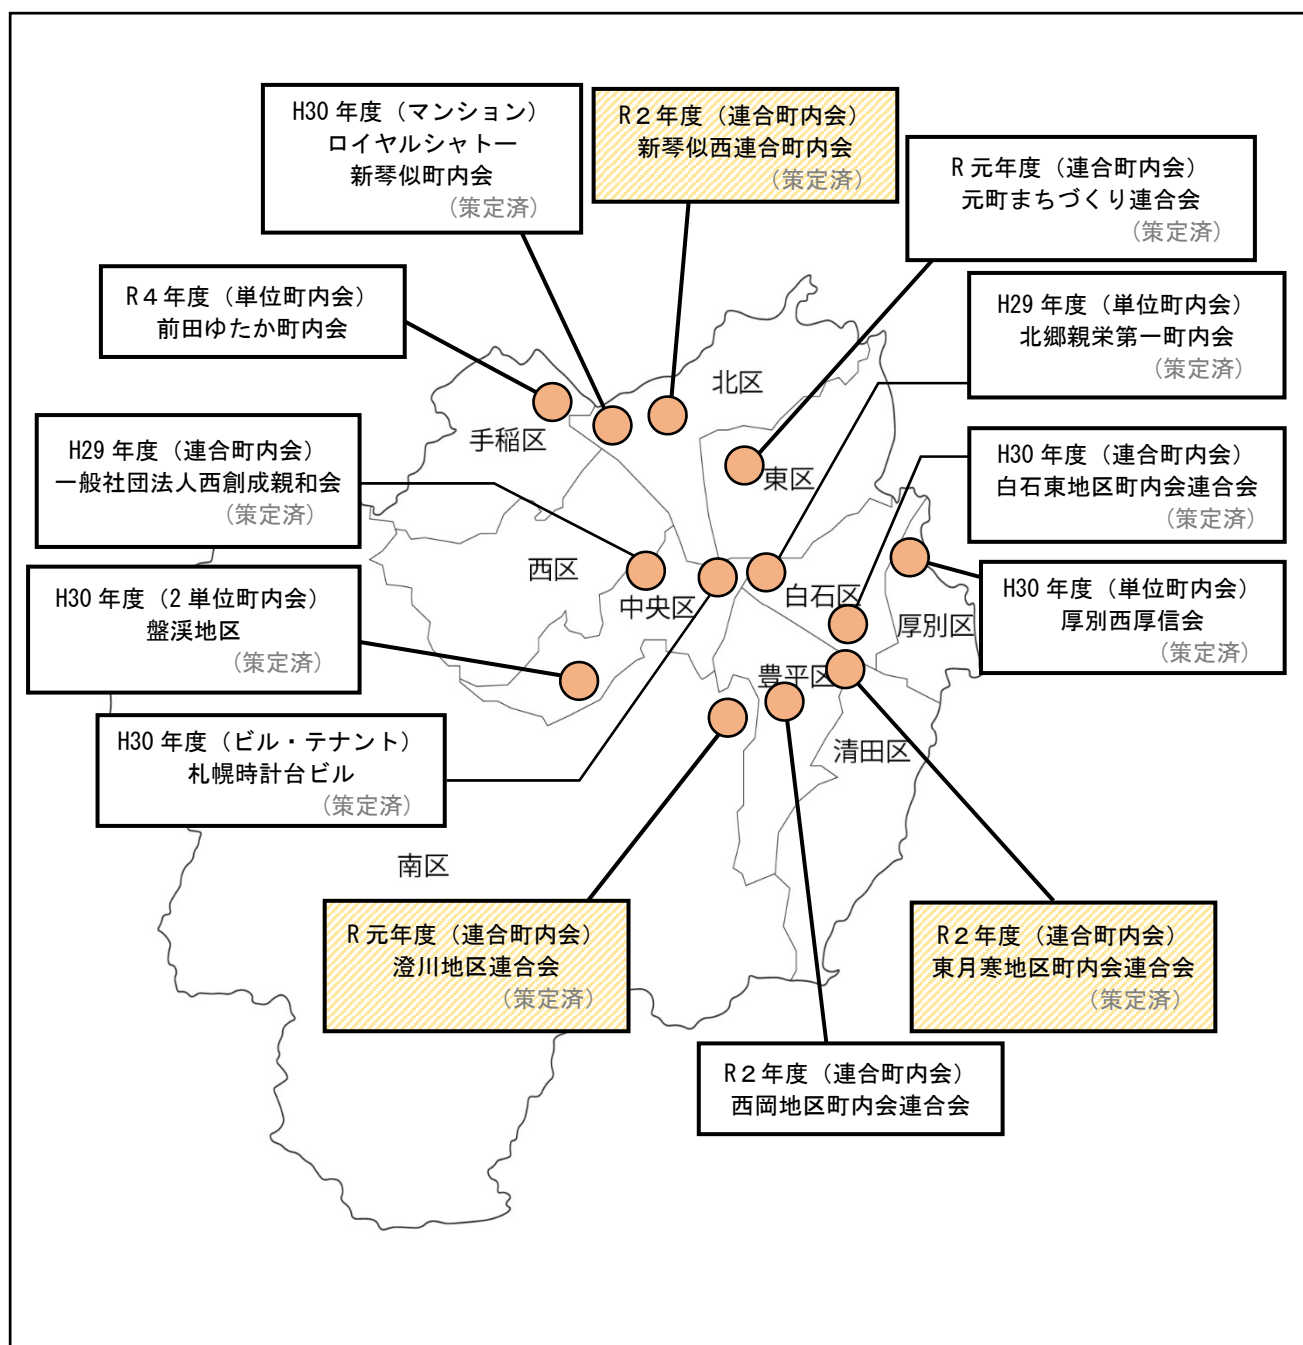 H30 年度（マンション）
ロイヤルシャトー
新琴似町内会
（策定済）
R２年度（連合町内会）
新琴似西連合町内会
（策定済）
R 元年度（連合町内会）
元町まちづくり連合会
（策定済）
R４年度（単位町内会）
前田ゆたか町内会
H29 年度（単位町内会）
北郷親栄第一町内会
（策定済）
H29 年度（連合町内会）
一般社団法人西創成親和会
（策定済）
H30 年度（連合町内会）
白石東地区町内会連合会
（策定済）
H30 年度（2 単位町内会）
盤渓地区
（策定済）
H30 年度（単位町内会）
厚別西厚信会
（策定済）
H30 年度（ビル・テナント）
札幌時計台ビル
（策定済）
北区
手稲区
東区
西区
中央区
白石区
厚別区
豊平区
清田区
南区
R 元年度（連合町内会）
澄川地区連合会
（策定済）
R２年度（連合町内会）
東月寒地区町内会連合会
（策定済）
R２年度（連合町内会）
西岡地区町内会連合会